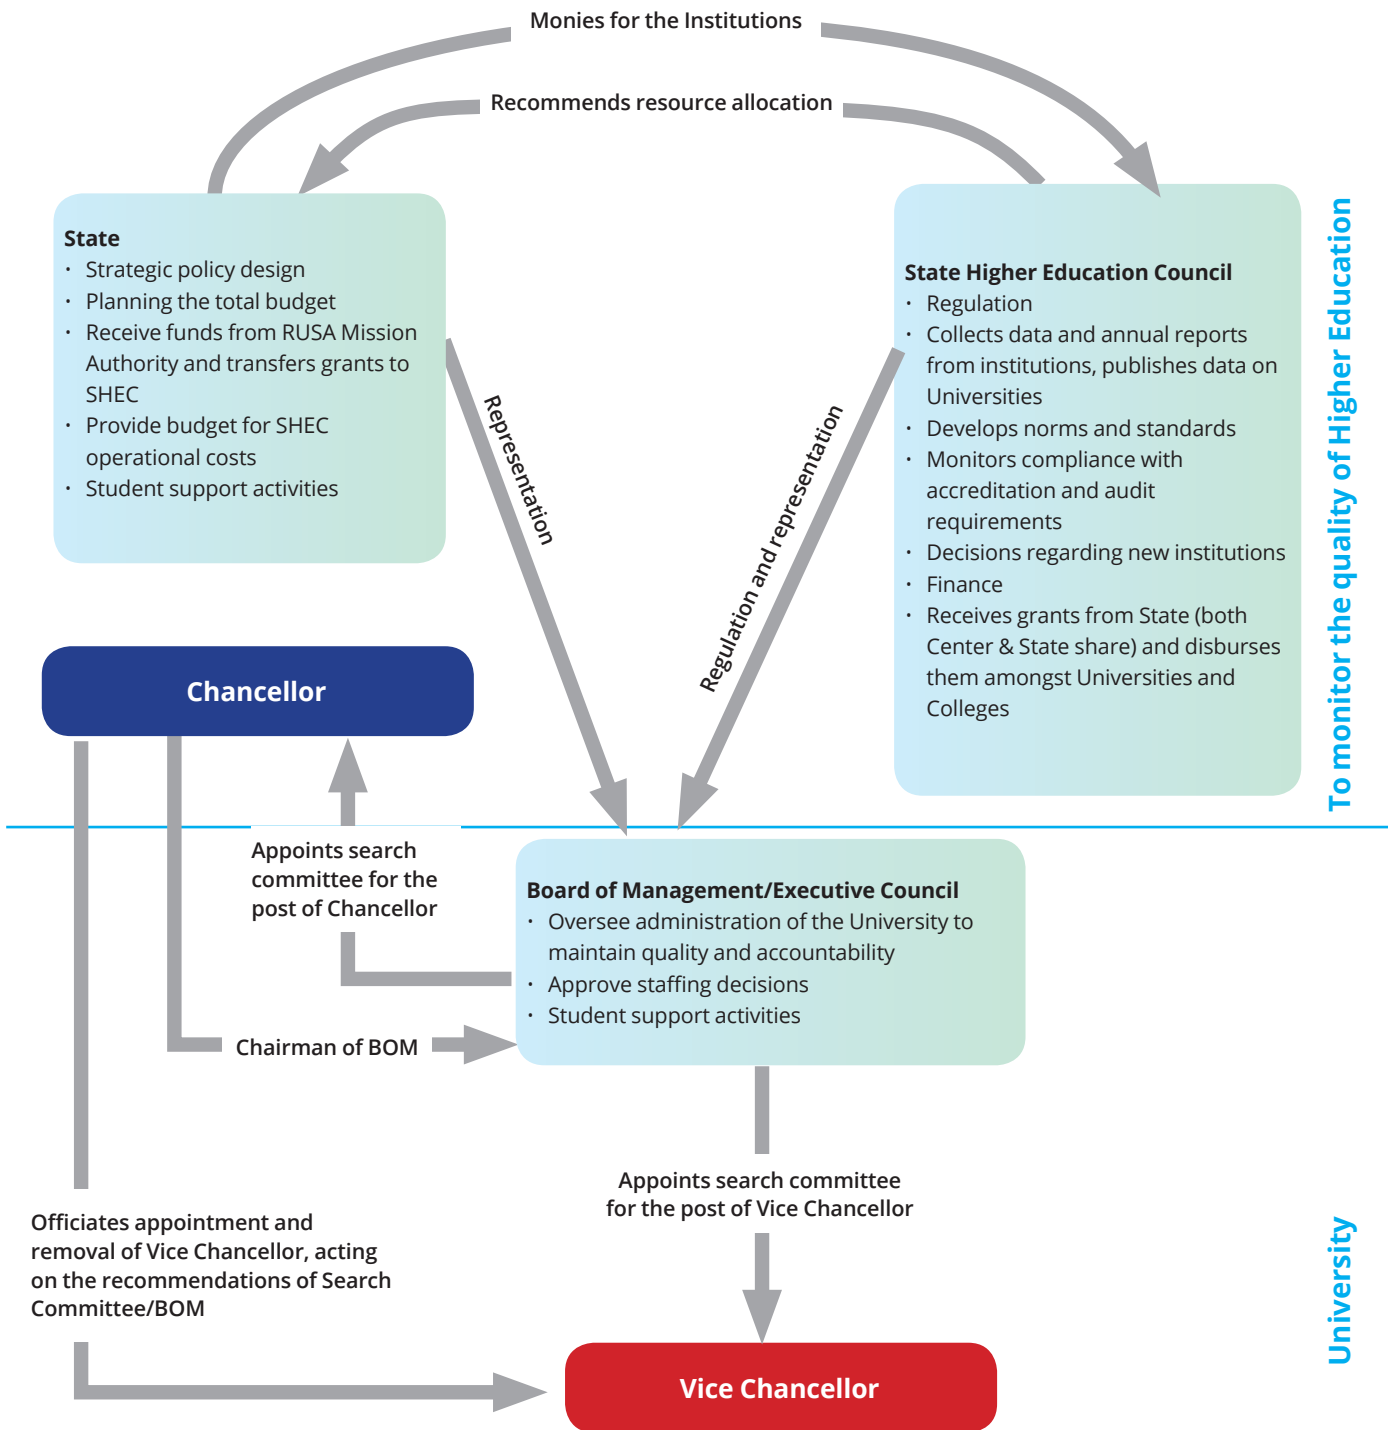 Monies for the Institutions
Recommends resource allocation
State
· Strategic policy design
· Planning the total budget
· Receive funds from RUSA Mission
Authority and transfers grants to
SHEC
· Provide budget for SHEC
operational costs
· Student support activities
State Higher Education Council
· Regulation
· Collects data and annual reports
from institutions, publishes data on
Universities
· Develops norms and standards
· Monitors compliance with
accreditation and audit
requirements
· Decisions regarding new institutions
· Finance
· Receives grants from State (both
Center & State share) and disburses
them amongst Universities and
Colleges
To monitor the quality of Higher Education
Representation
Regulation and representation
Chancellor
Appoints search
committee for the
post of Chancellor
Board of Management/Executive Council
· Oversee administration of the University to
maintain quality and accountability
· Approve staffing decisions
· Student support activities
Chairman of BOM
Appoints search committee
for the post of Vice Chancellor
Officiates appointment and
removal of Vice Chancellor, acting
on the recommendations of Search
Committee/BOM
University
Vice Chancellor